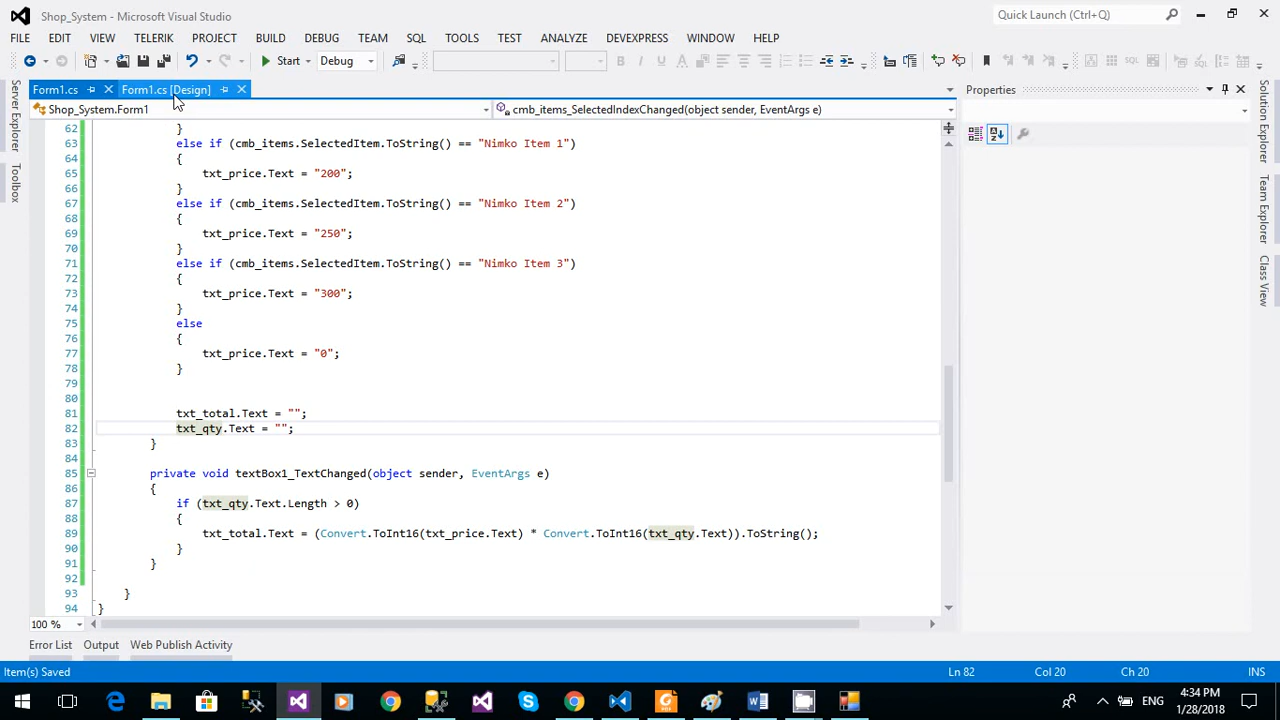 Shop_System - Microsoft Visual Studio
Quick Launch (Ctrl+Q)
FILE EDIT VIEW TELERIK PROJECT BUILD DEBUG TEAM SQL TOOLS TEST ANALYZE DEVEXPRESS WINDOW HELP
Start Debug
Form1.cs Form1.cs [Design]
Shop_System.Form1 cmb_items_SelectedIndexChanged(object sender, EventArgs e)
Properties
Server Explorer
Toolbox
Solution Explorer
Team Explorer
Class View
62 }
63 else if (cmb_items.SelectedItem.ToString() == "Nimko Item 1")
64 {
65 txt_price.Text = "200";
66 }
67 else if (cmb_items.SelectedItem.ToString() == "Nimko Item 2")
68 {
69 txt_price.Text = "250";
70 }
71 else if (cmb_items.SelectedItem.ToString() == "Nimko Item 3")
72 {
73 txt_price.Text = "300";
74 }
75 else
76 {
77 txt_price.Text = "0";
78 }
79
80
81 txt_total.Text = "";
82 txt_qty.Text = "";
83 }
84
85 private void textBox1_TextChanged(object sender, EventArgs e)
86 {
87 if (txt_qty.Text.Length > 0)
88 {
89 txt_total.Text = (Convert.ToInt16(txt_price.Text) * Convert.ToInt16(txt_qty.Text)).ToString();
90 }
91 }
92
93 }
94 }
100 %
Error List Output Web Publish Activity
Item(s) Saved Ln 82 Col 20 Ch 20 INS
ENG
4:34 PM
1/28/2018